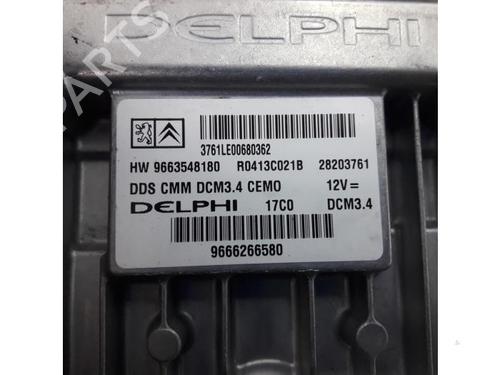 DELPHI
PARTS
3761LE00680362
HW 9663548180 R0413C021B 28203761
DDS CMM DCM3.4 CEMO 12V=
DELPHI 17C0 DCM3.4
9666266580